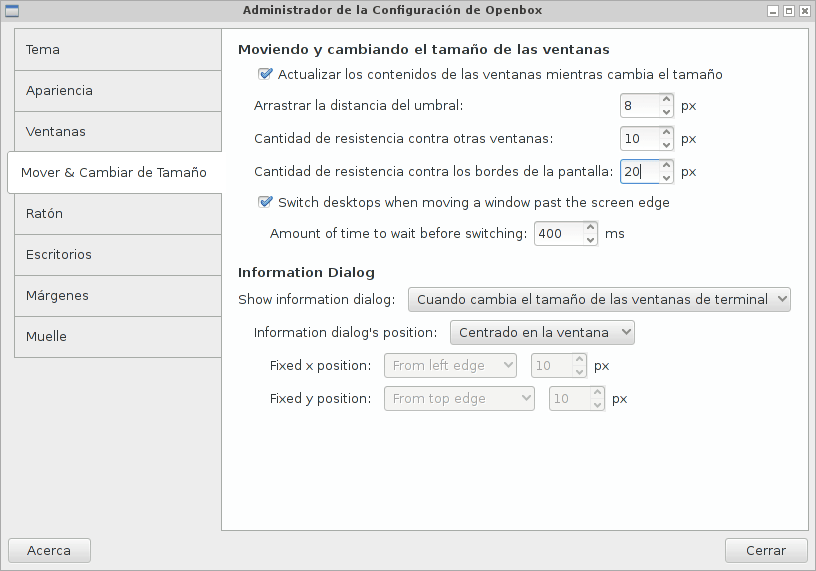 Administrador de la Configuración de Openbox
Tema
Apariencia
Ventanas
Mover & Cambiar de Tamaño
Ratón
Escritorios
Márgenes
Muelle
Moviendo y cambiando el tamaño de las ventanas
Actualizar los contenidos de las ventanas mientras cambia el tamaño
Arrastrar la distancia del umbral: 8 px
Cantidad de resistencia contra otras ventanas: 10 px
Cantidad de resistencia contra los bordes de la pantalla: 20 px
Switch desktops when moving a window past the screen edge
Amount of time to wait before switching: 400 ms
Information Dialog
Show information dialog: Cuando cambia el tamaño de las ventanas de terminal
Information dialog's position: Centrado en la ventana
Fixed x position: From left edge 10 px
Fixed y position: From top edge 10 px
Acerca Cerrar